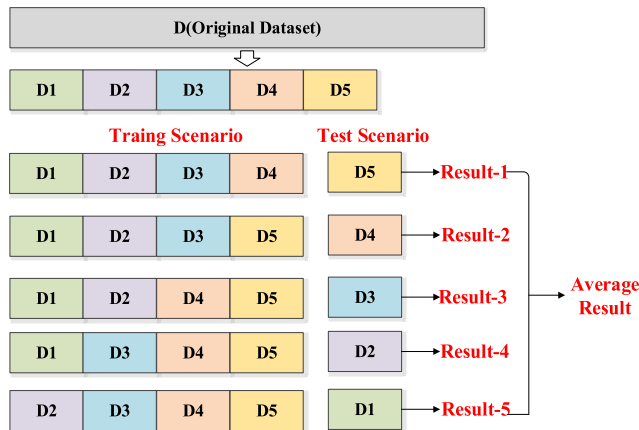 D(Original Dataset)
D1 D2 D3 D4 D5
Traing Scenario Test Scenario
D1 D2 D3 D4 D5 Result-1
D1 D2 D3 D5 D4 Result-2
D1 D2 D4 D5 D3 Result-3
D1 D3 D4 D5 D2 Result-4
D2 D3 D4 D5 D1 Result-5
Average
Result